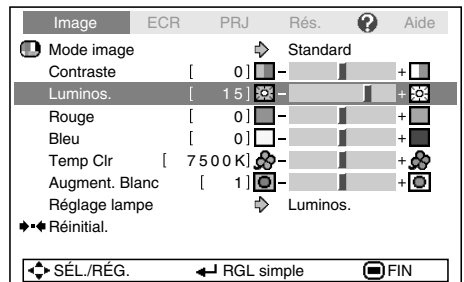 Image ECR PRJ Rés. ? Aide
Mode image Standard
Contraste [ 0] - +
Luminos. [ 15] - +
Rouge [ 0] - +
Bleu [ 0] - +
Temp Clr [ 7500K] - +
Augment. Blanc [ 1] - +
Réglage lampe Luminos.
Réinitial.
SÉL./RÉG. RGL simple FIN